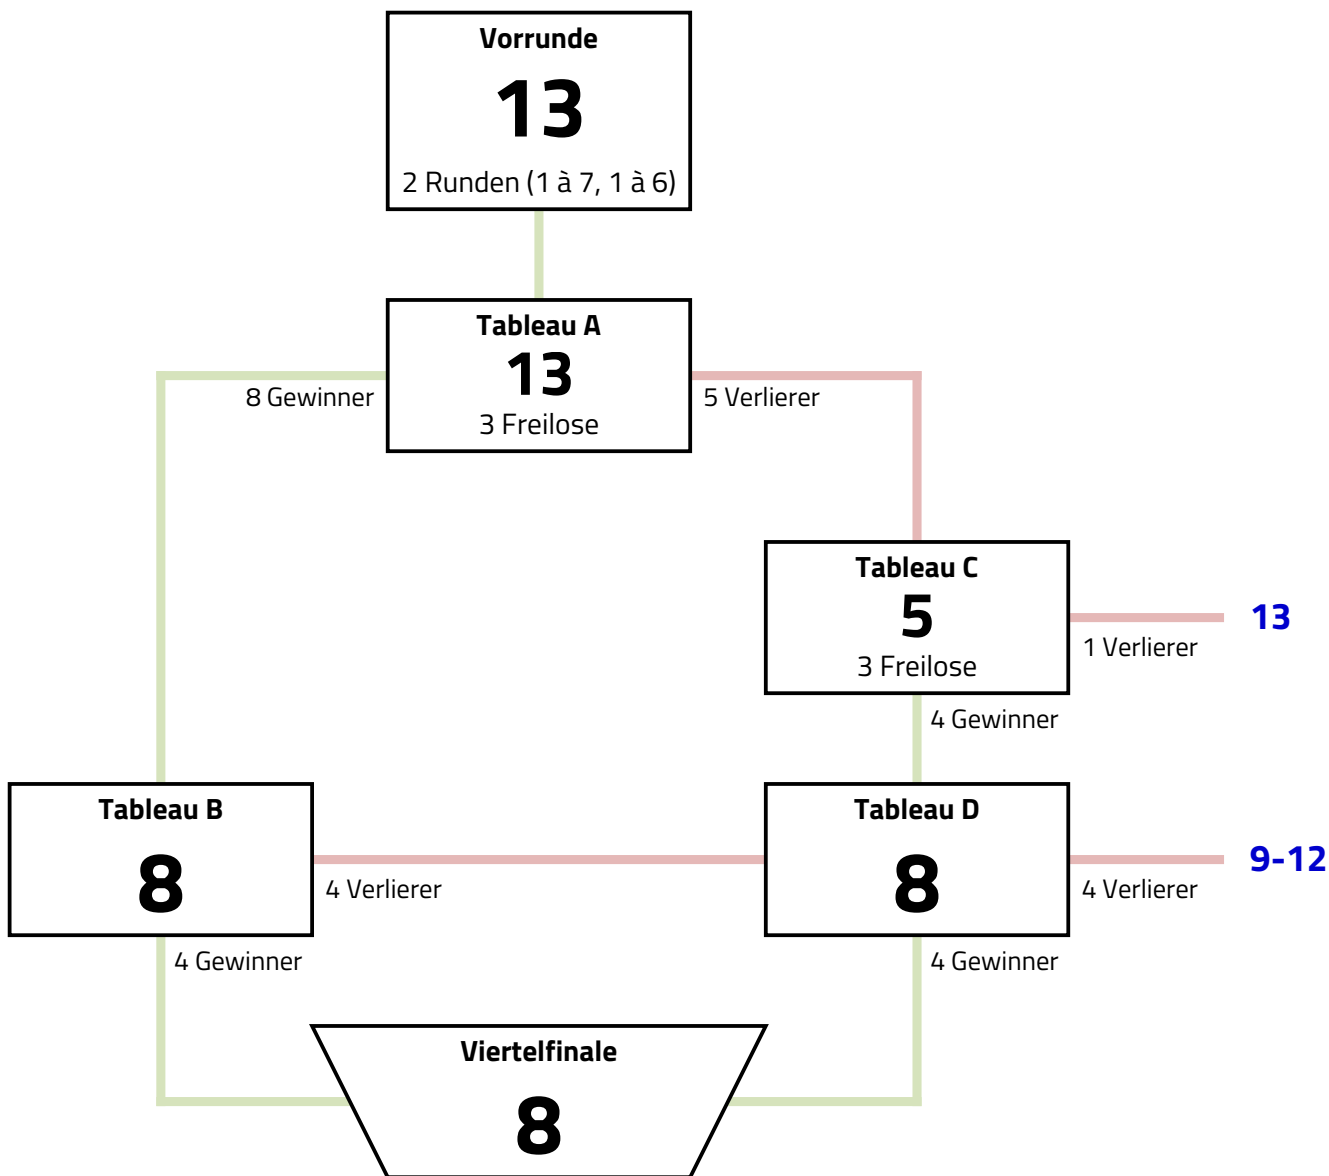 Vorrunde
13
2 Runden (1 à 7, 1 à 6)
Tableau A
13
3 Freilose
8 Gewinner
5 Verlierer
Tableau C
5
3 Freilose
1 Verlierer
13
4 Gewinner
Tableau B
8
4 Verlierer
4 Gewinner
Tableau D
8
4 Verlierer
9-12
4 Gewinner
Viertelfinale
8